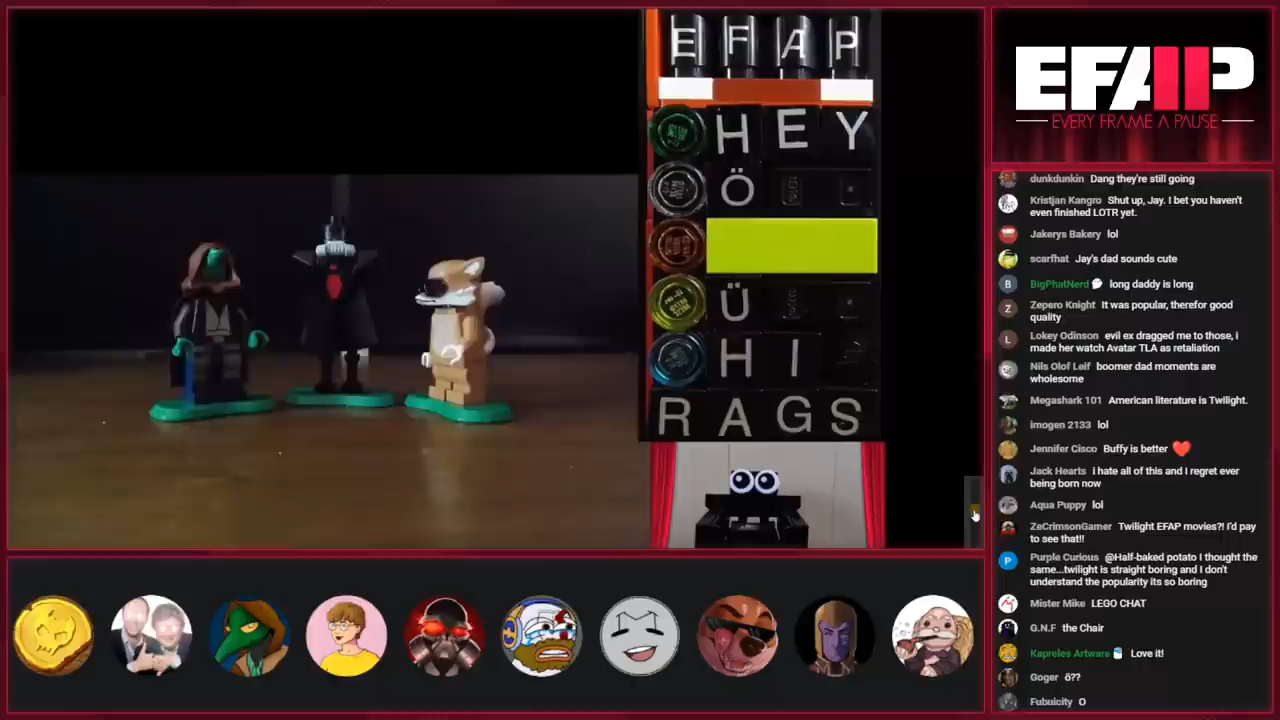 E F A P
HEY
Ö
Ü
HI
RAGS
EFAP
EVERY FRAME A PAUSE
dunkdunkin Dang they're still going
Kristjan Kangro Shut up, Jay. I bet you haven't
even finished LOTR yet.
Jakerys Bakery lol
scarfhat Jay's dad sounds cute
B BigPhatNerd long daddy is long
Z Zepero Knight It was popular, therefor good
quality
L Lokey Odinson evil ex dragged me to those, i
made her watch Avatar TLA as retaliation
Nils Olof Leif boomer dad moments are
wholesome
Megashark 101 American literature is Twilight.
imogen 2133 lol
Jennifer Cisco Buffy is better ❤️
Jack Hearts i hate all of this and I regret ever
being born now
Aqua Puppy lol
ZeCrimsonGamer Twilight EFAP movies?! I'd pay
to see that!!
P Purple Curious @Half-baked potato I thought the
same...twilight is straight boring and I don't
understand the popularity its so boring
Mister Mike LEGO CHAT
G.N.F the Chair
Kapreles Artware Love it!
Goger ö??
Fubuicity O